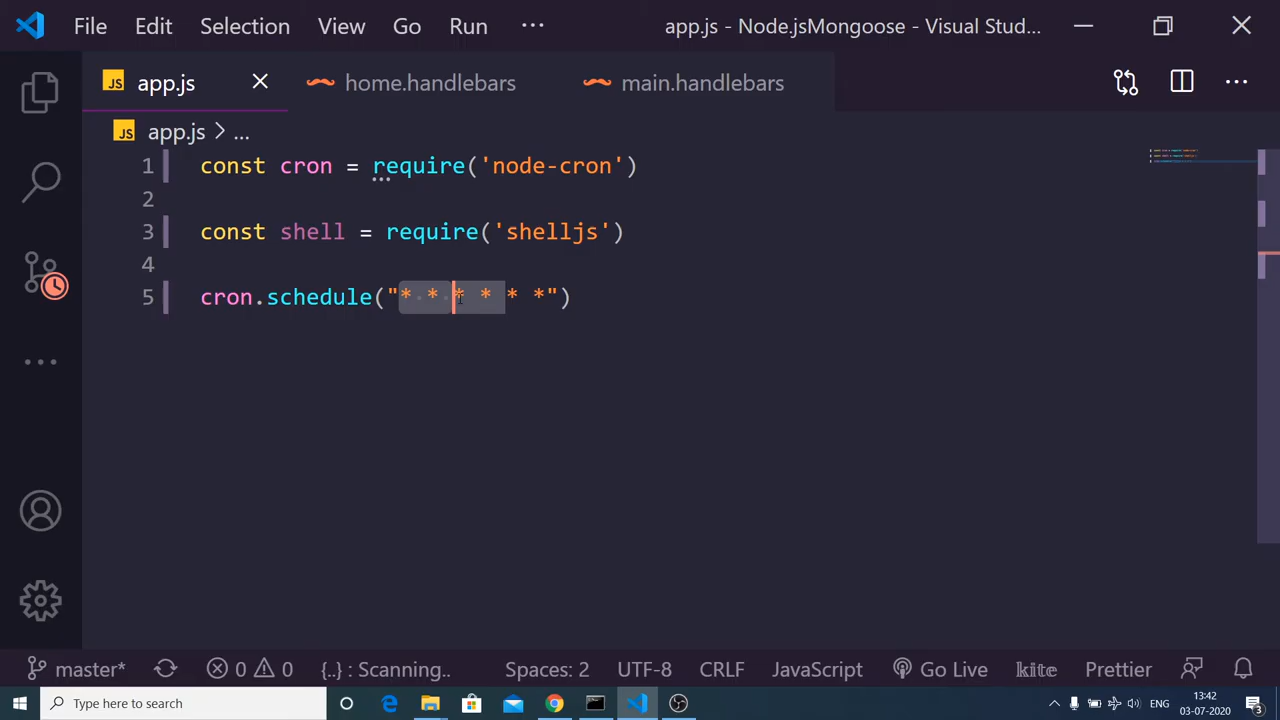 File Edit Selection View Go Run ··· app.js - Node.jsMongoose - Visual Stud...
JS app.js home.handlebars main.handlebars ···
JS app.js > ...
1 const cron = require('node-cron')
2
3 const shell = require('shelljs')
4
5 cron.schedule("* * * * * *")
master* 0 0 {..} : Scanning.. Spaces: 2 UTF-8 CRLF JavaScript Go Live kite Prettier
Type here to search ENG 13:42
03-07-2020 3